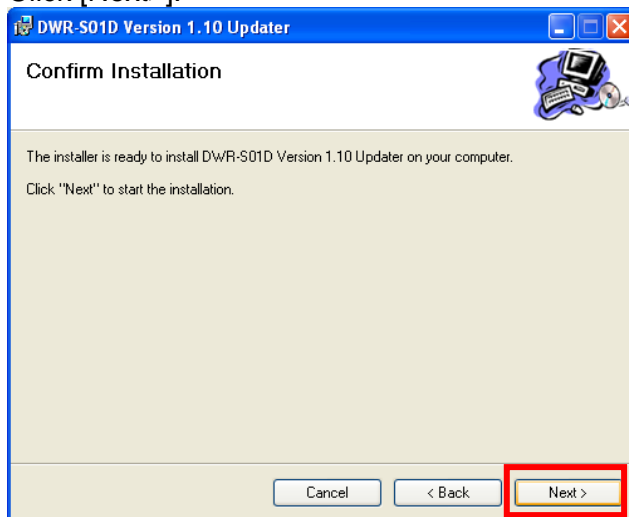 DWR-S01D Version 1.10 Updater
Confirm Installation
The installer is ready to install DWR-S01D Version 1.10 Updater on your computer.
Click "Next" to start the installation.
Cancel
< Back
Next >